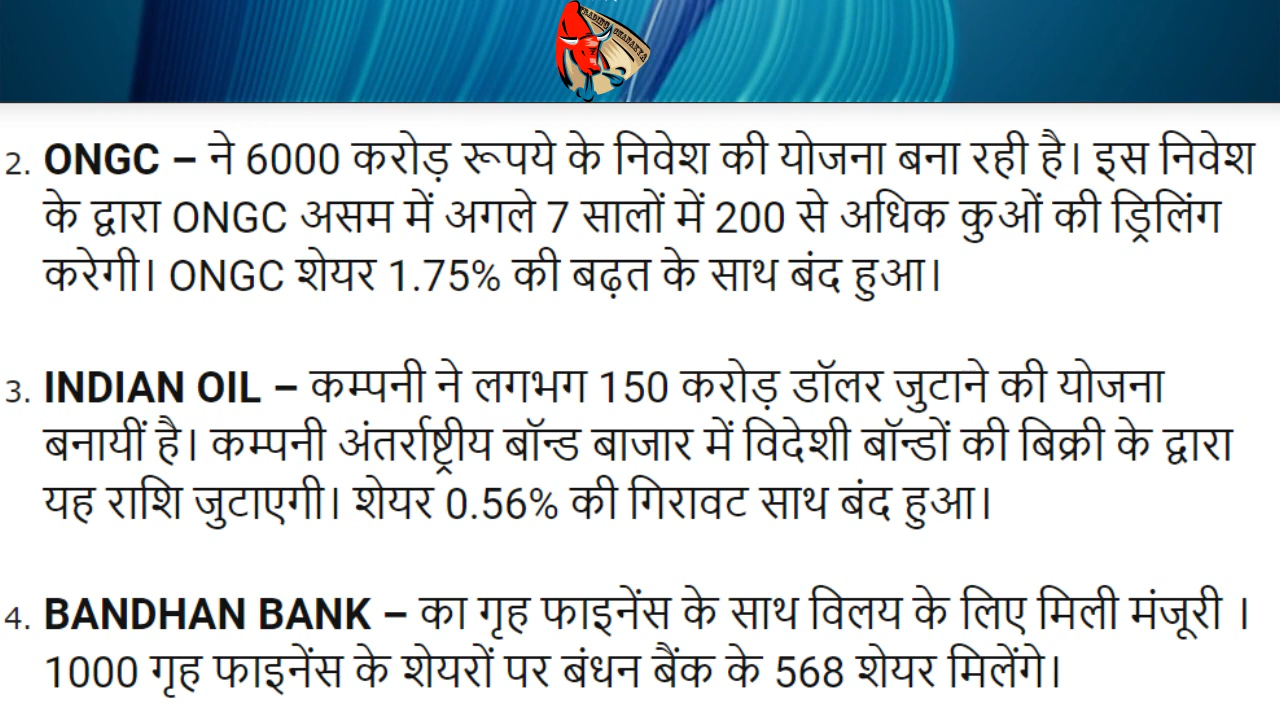 TRADING CHANAKYA
2. ONGC – ने 6000 करोड़ रूपये के निवेश की योजना बना रही है। इस निवेश
के द्वारा ONGC असम में अगले 7 सालों में 200 से अधिक कुओं की ड्रिलिंग
करेगी। ONGC शेयर 1.75% की बढ़त के साथ बंद हुआ।
3. INDIAN OIL – कम्पनी ने लगभग 150 करोड़ डॉलर जुटाने की योजना
बनायीं है। कम्पनी अंतर्राष्ट्रीय बॉन्ड बाजार में विदेशी बॉन्डों की बिक्री के द्वारा
यह राशि जुटाएगी। शेयर 0.56% की गिरावट साथ बंद हुआ।
4. BANDHAN BANK – का गृह फाइनेंस के साथ विलय के लिए मिली मंजूरी ।
1000 गृह फाइनेंस के शेयरों पर बंधन बैंक के 568 शेयर मिलेंगे।